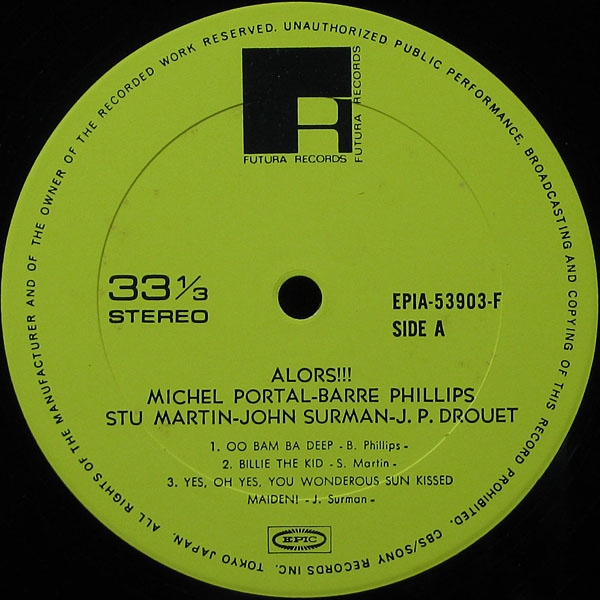 ALL RIGHTS OF THE MANUFACTURER AND OF THE OWNER OF THE RECORDED WORK RESERVED. UNAUTHORIZED PUBLIC PERFORMANCE, BROADCASTING AND COPYING OF THIS RECORD PROHIBITED. CBS/SONY RECORDS INC. TOKYO JAPAN.
FR
FUTURA RECORDS
FUTURA RECORDS
33 1/3
STEREO
EPIA-53903-F
SIDE A
ALORS!!!
MICHEL PORTAL-BARRE PHILLIPS
STU MARTIN-JOHN SURMAN-J. P. DROUET
1. OO BAM BA DEEP - B. Phillips -
2. BILLIE THE KID - S. Martin -
3. YES, OH YES, YOU WONDEROUS SUN KISSED
MAIDEN! - J. Surman -
EPIC